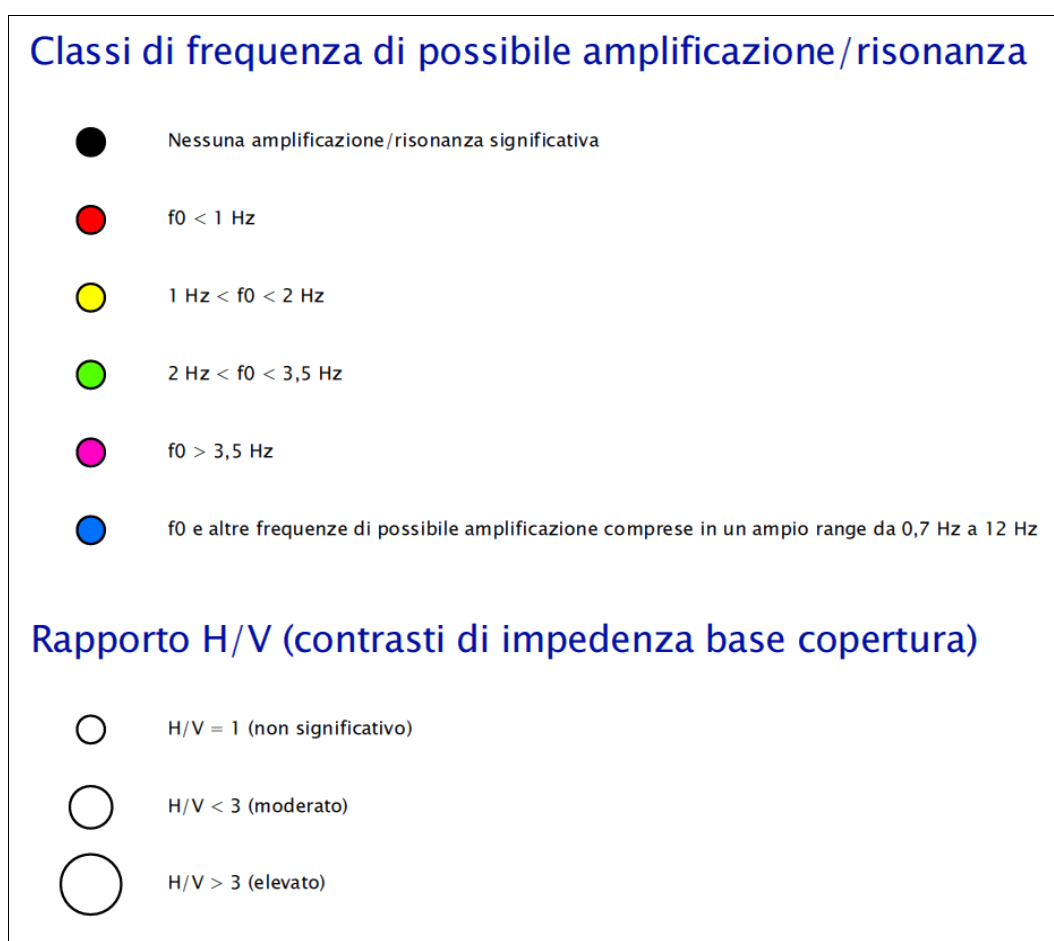 Classi di frequenza di possibile amplificazione/risonanza
Nessuna amplificazione/risonanza significativa
f0 < 1 Hz
1 Hz < f0 < 2 Hz
2 Hz < f0 < 3,5 Hz
f0 > 3,5 Hz
f0 e altre frequenze di possibile amplificazione comprese in un ampio range da 0,7 Hz a 12 Hz
Rapporto H/V (contrasti di impedenza base copertura)
H/V = 1 (non significativo)
H/V < 3 (moderato)
H/V > 3 (elevato)